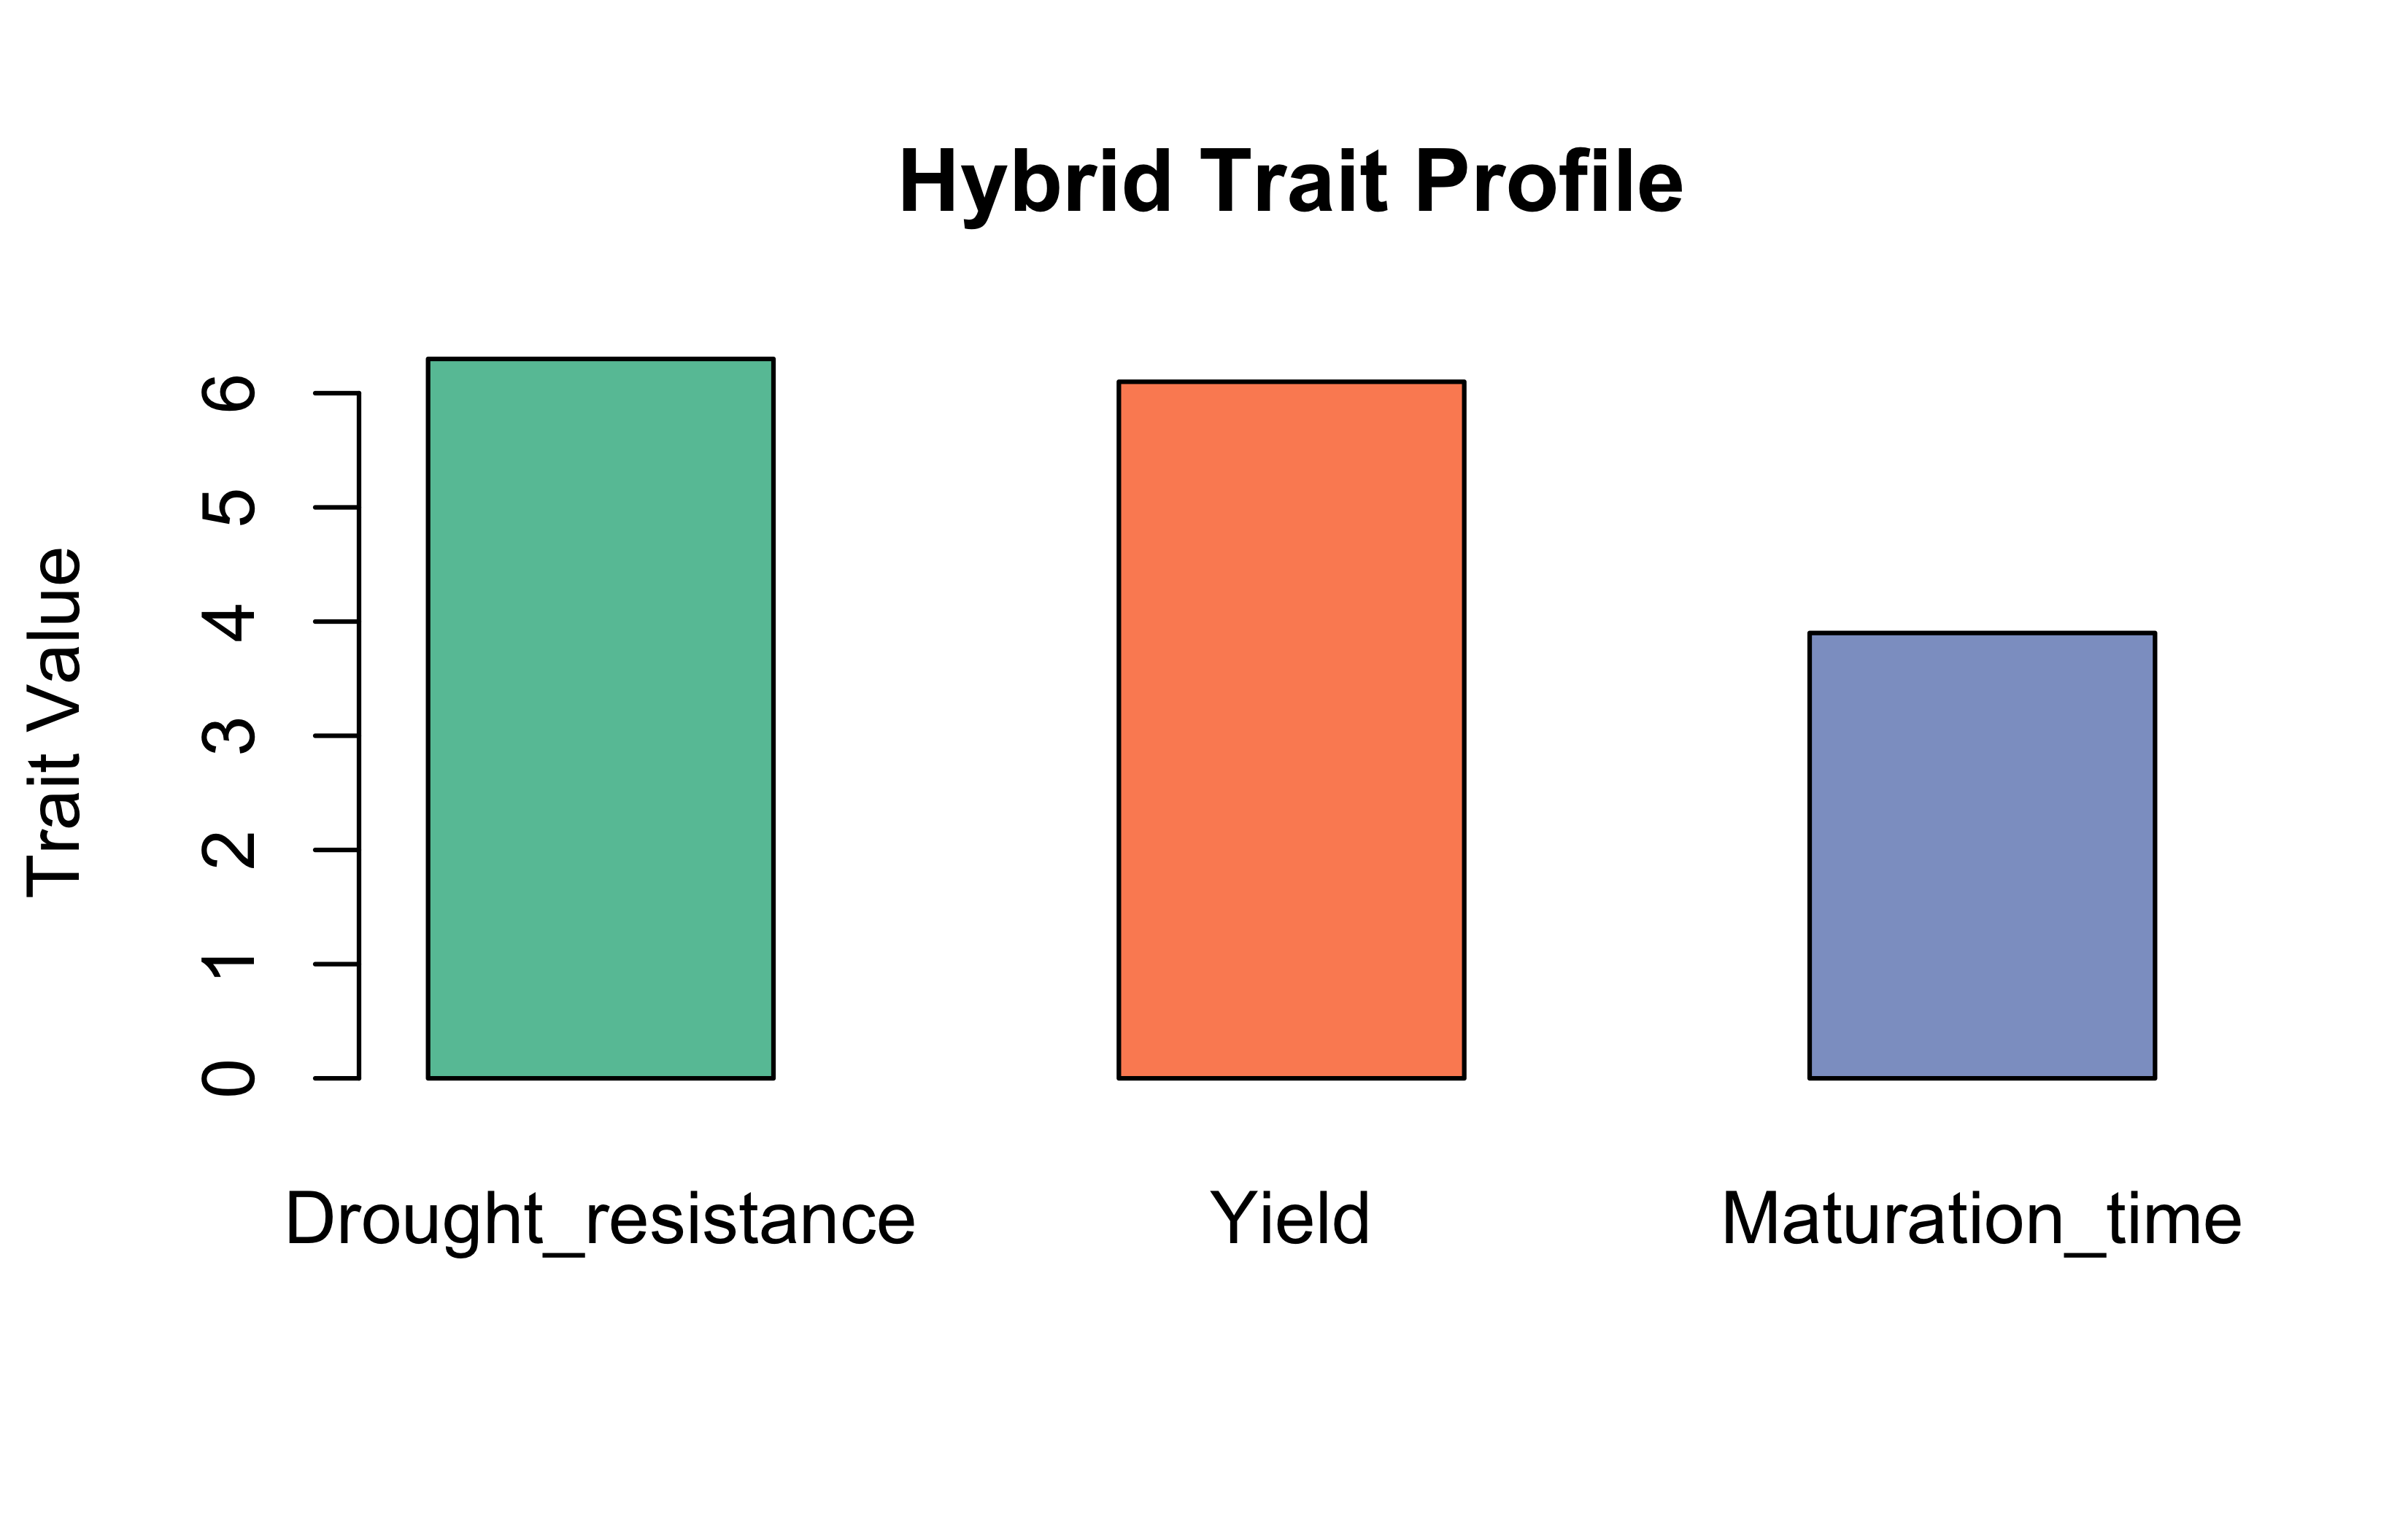 Hybrid Trait Profile
Trait Value
6
5
4
3
2
1
0
Drought_resistance
Yield
Maturation_time